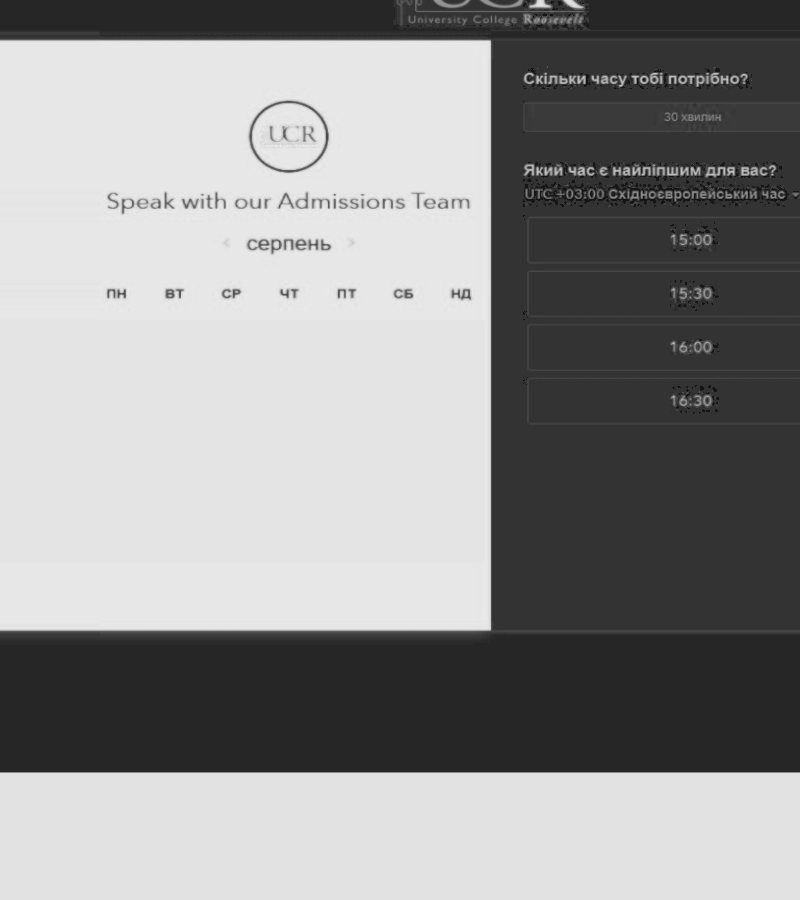 UCR
University College Roosevelt
UCR
Speak with our Admissions Team
< серпень >
ПН ВТ СР ЧТ ПТ СБ НД
Скільки часу тобі потрібно?
30 хвилин
Який час є найліпшим для вас?
UTC +03:00 Східноєвропейський час
15:00
15:30
16:00
16:30